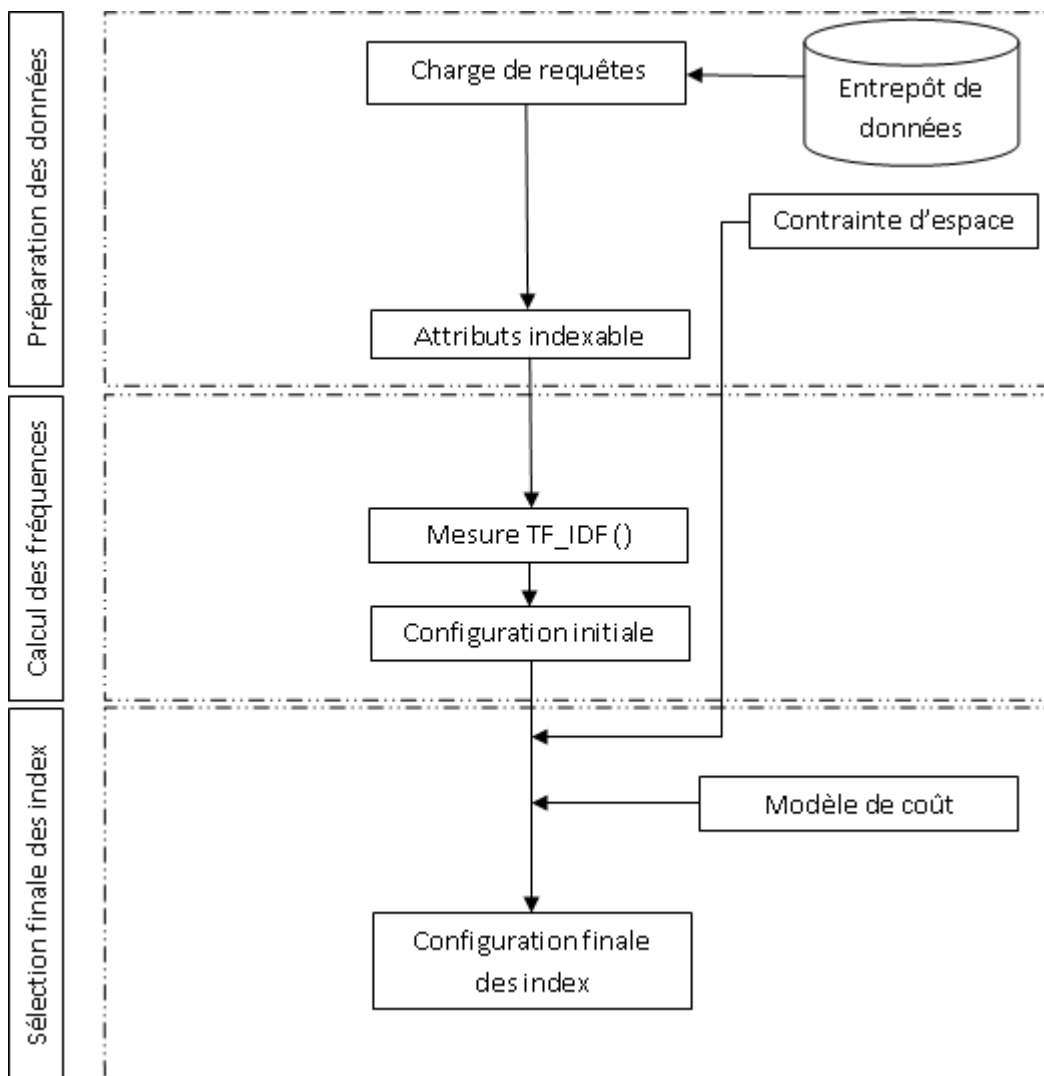 Préparation des données
Charge de requêtes
Entrepôt de
données
Contrainte d'espace
Attributs indexable
Calcul des fréquences
Mesure TF_IDF ()
Configuration initiale
Sélection finale des index
Modèle de coût
Configuration finale
des index